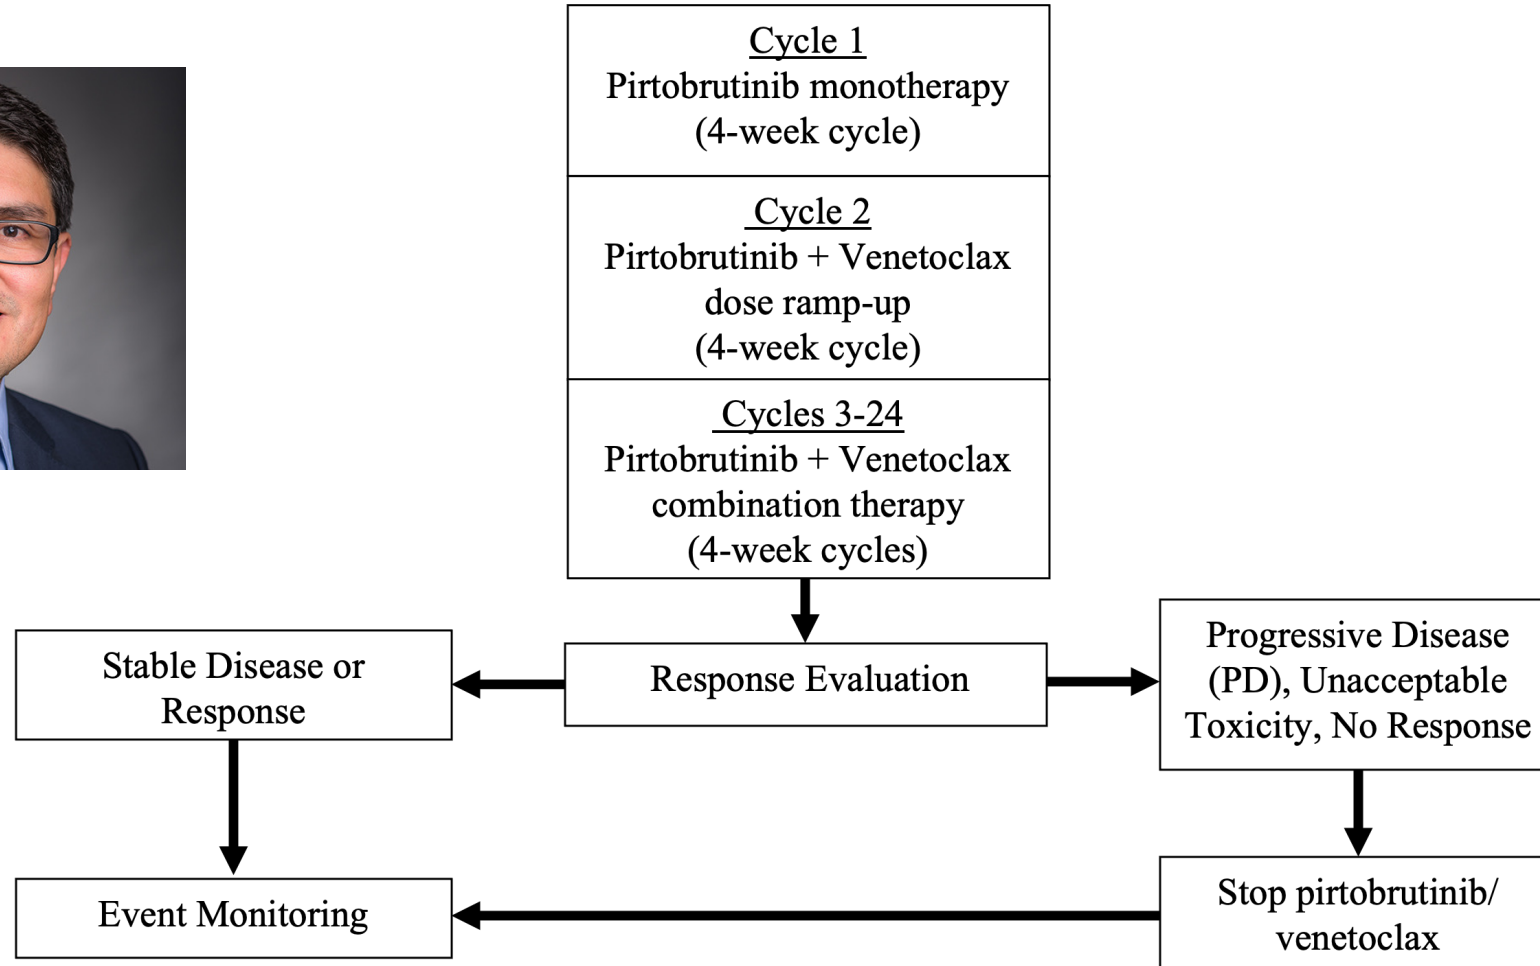 Cycle 1
Pirtobrutinib monotherapy
(4-week cycle)
Cycle 2
Pirtobrutinib + Venetoclax
dose ramp-up
(4-week cycle)
Cycles 3-24
Pirtobrutinib + Venetoclax
combination therapy
(4-week cycles)
Stable Disease or
Response
Response Evaluation
Progressive Disease
(PD), Unacceptable
Toxicity, No Response
Event Monitoring
Stop pirtobrutinib/
venetoclax